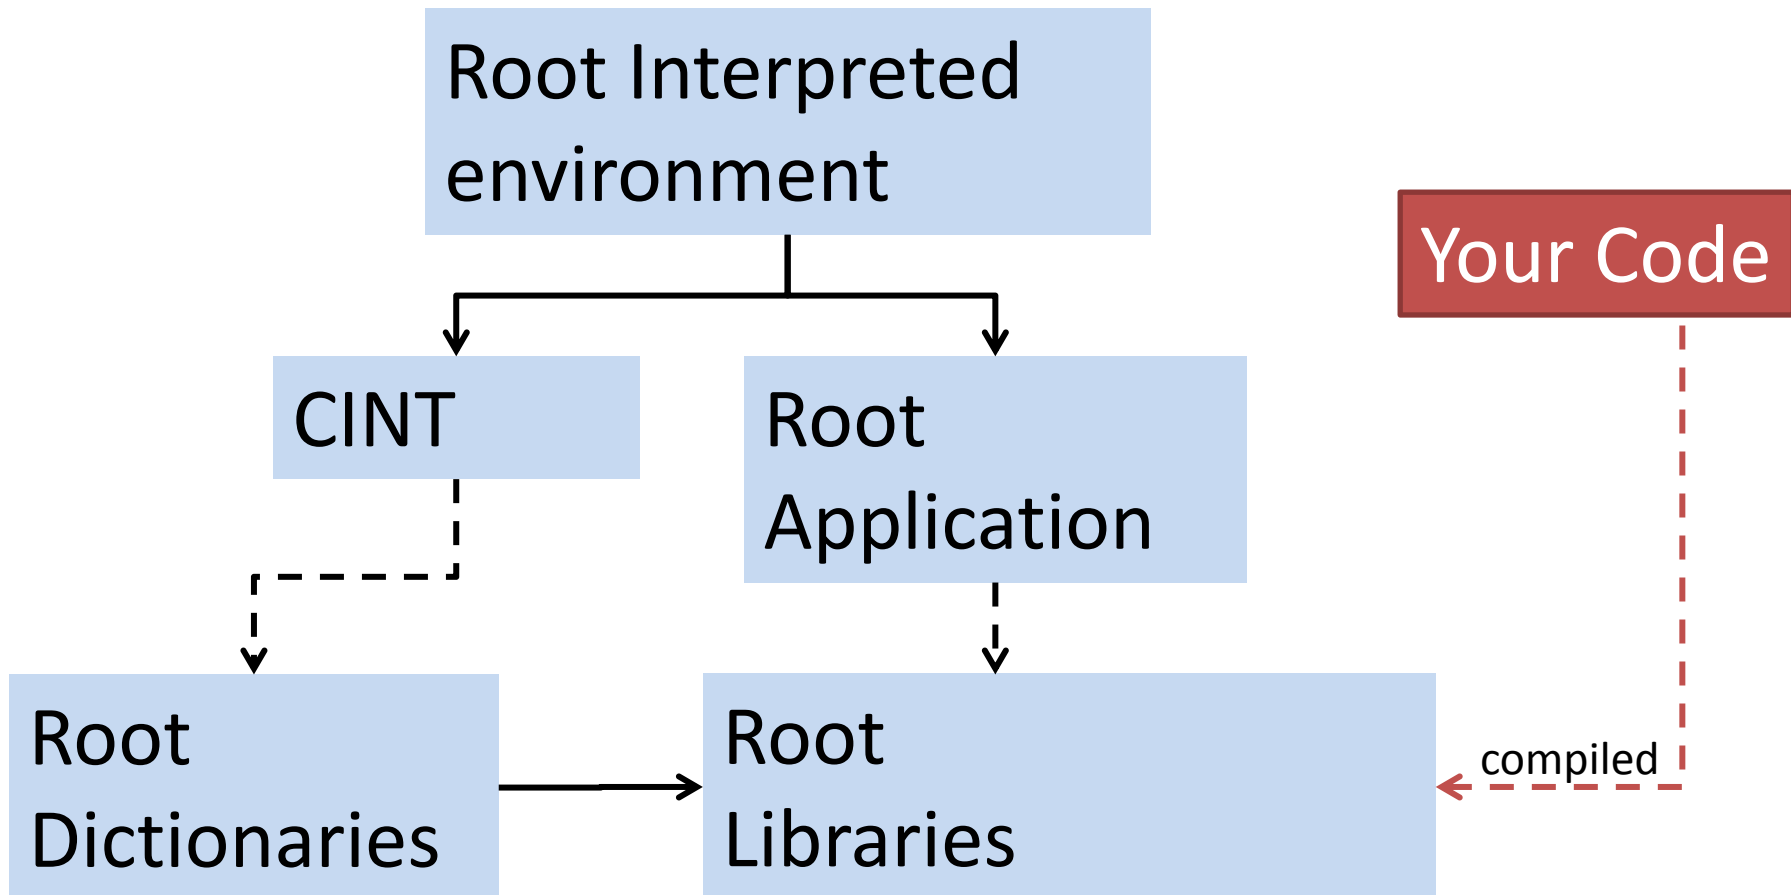 Root Interpreted
environment
Your Code
CINT
Root
Application
Root
Dictionaries
Root
Libraries
compiled